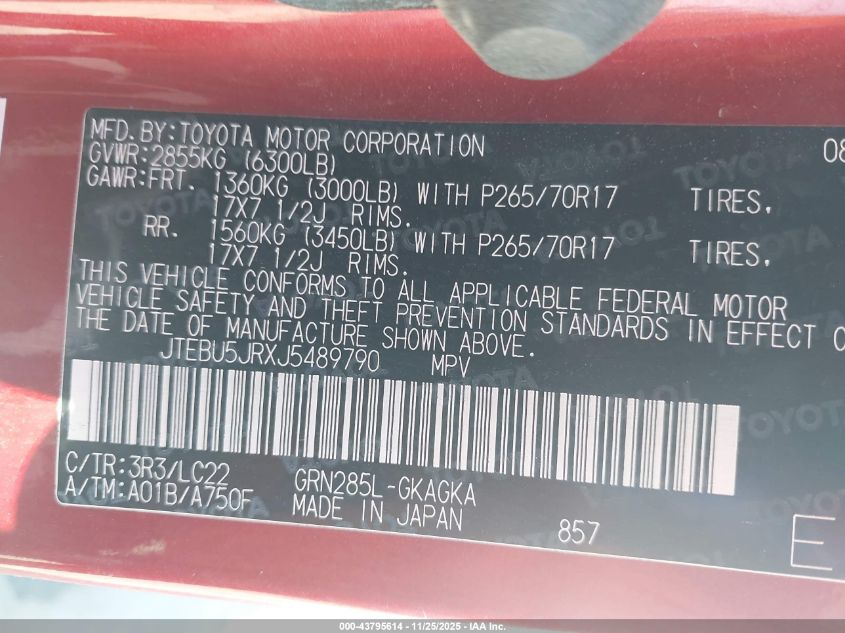 MFD.BY:TOYOTA MOTOR CORPORATION 08
GVWR:2855KG (6300LB)
GAWR:FRT. 1360KG (3000LB) WITH P265/70R17 TIRES,
17X7 1/2J RIMS.
RR. 1560KG (3450LB) WITH P265/70R17 TIRES,
17X7 1/2J RIMS.
THIS VEHICLE CONFORMS TO ALL APPLICABLE FEDERAL MOTOR
VEHICLE SAFETY AND THEFT PREVENTION STANDARDS IN EFFECT O
THE DATE OF MANUFACTURE SHOWN ABOVE.
JTEBU5JRXJ5489790 MPV
C/TR:3R3/LC22 GRN285L-GKAGKA
A/TM:A01B/A750F MADE IN JAPAN 857 E
TOYOTA
000-43795614 - 11/25/2025 - IAA Inc.